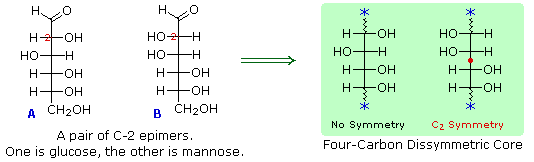 H O
H 2 OH
HO H
H OH
H OH
CH2OH
A
H O
HO 2 H
HO H
H OH
H OH
CH2OH
B
A pair of C-2 epimers.
One is glucose, the other is mannose.
*
H OH
HO H
H OH
H OH
*
No Symmetry
*
HO H
HO H
H OH
H OH
*
C2 Symmetry
Four-Carbon Dissymmetric Core